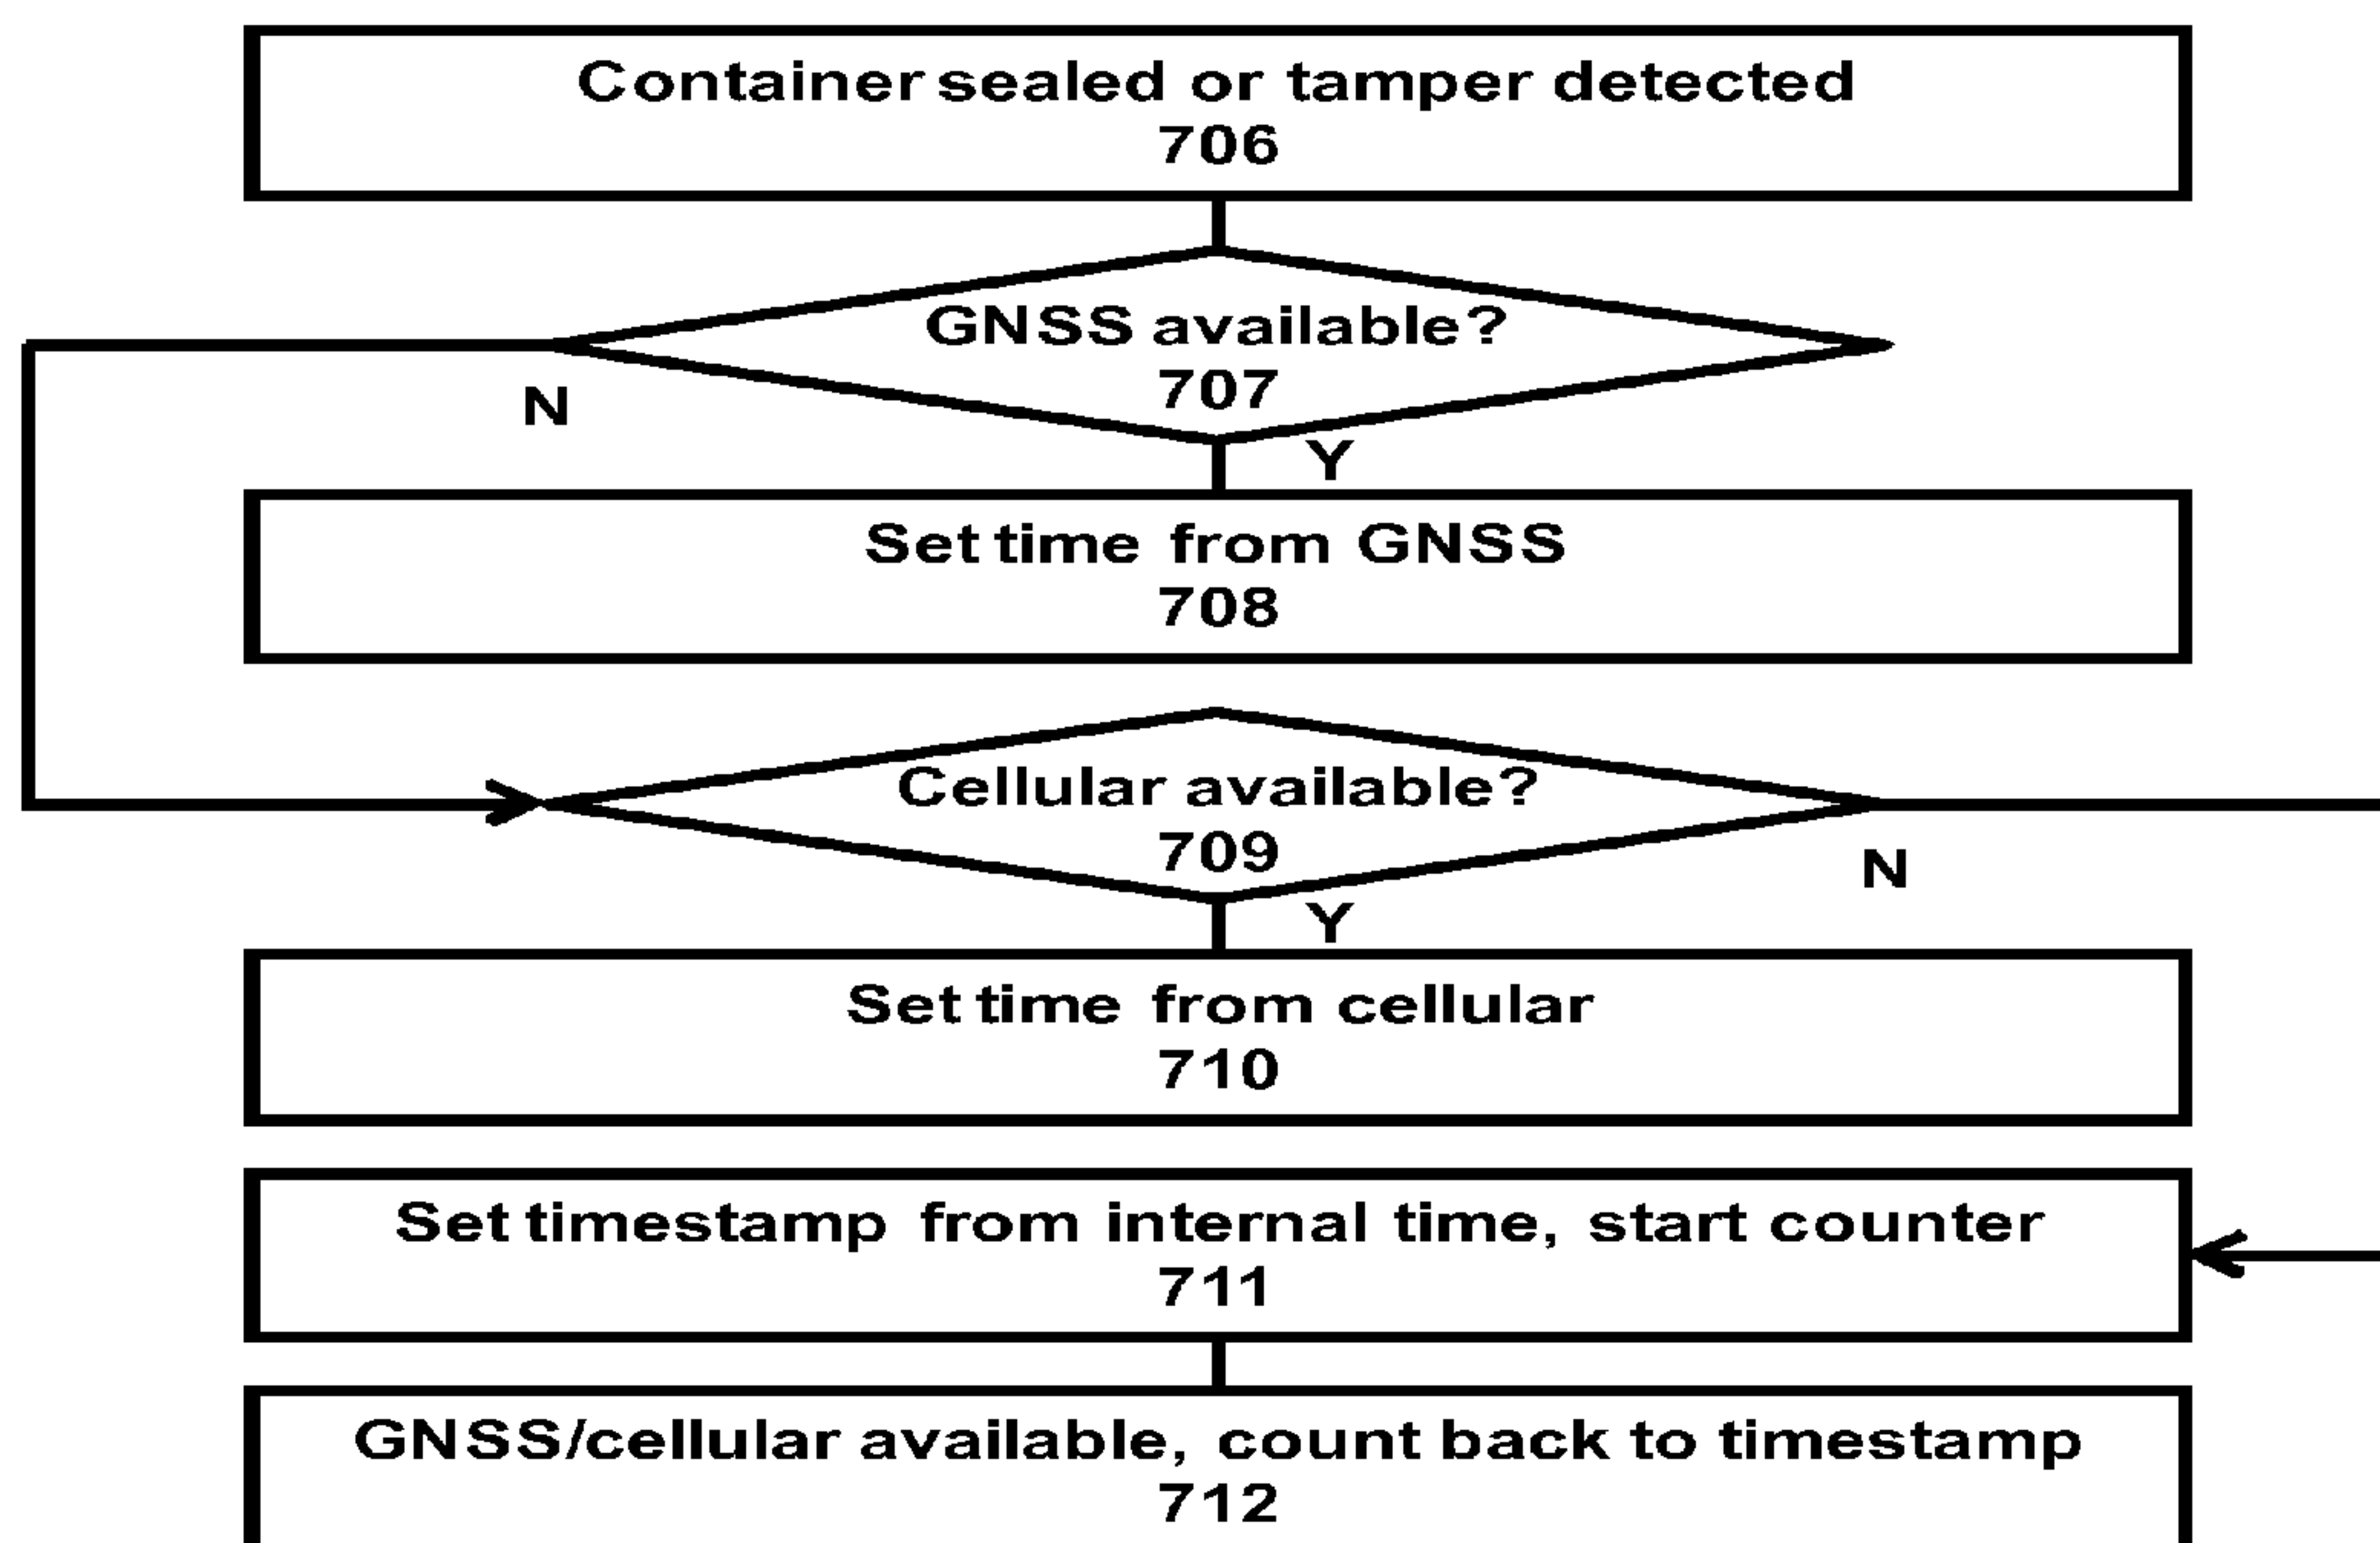 Container sealed or tamper detected
706
GNSS available?
707
N
Y
Set time from GNSS
708
Cellular available?
709
N
Y
Set time from cellular
710
Set timestamp from internal time, start counter
711
GNSS/cellular available, count back to timestamp
712